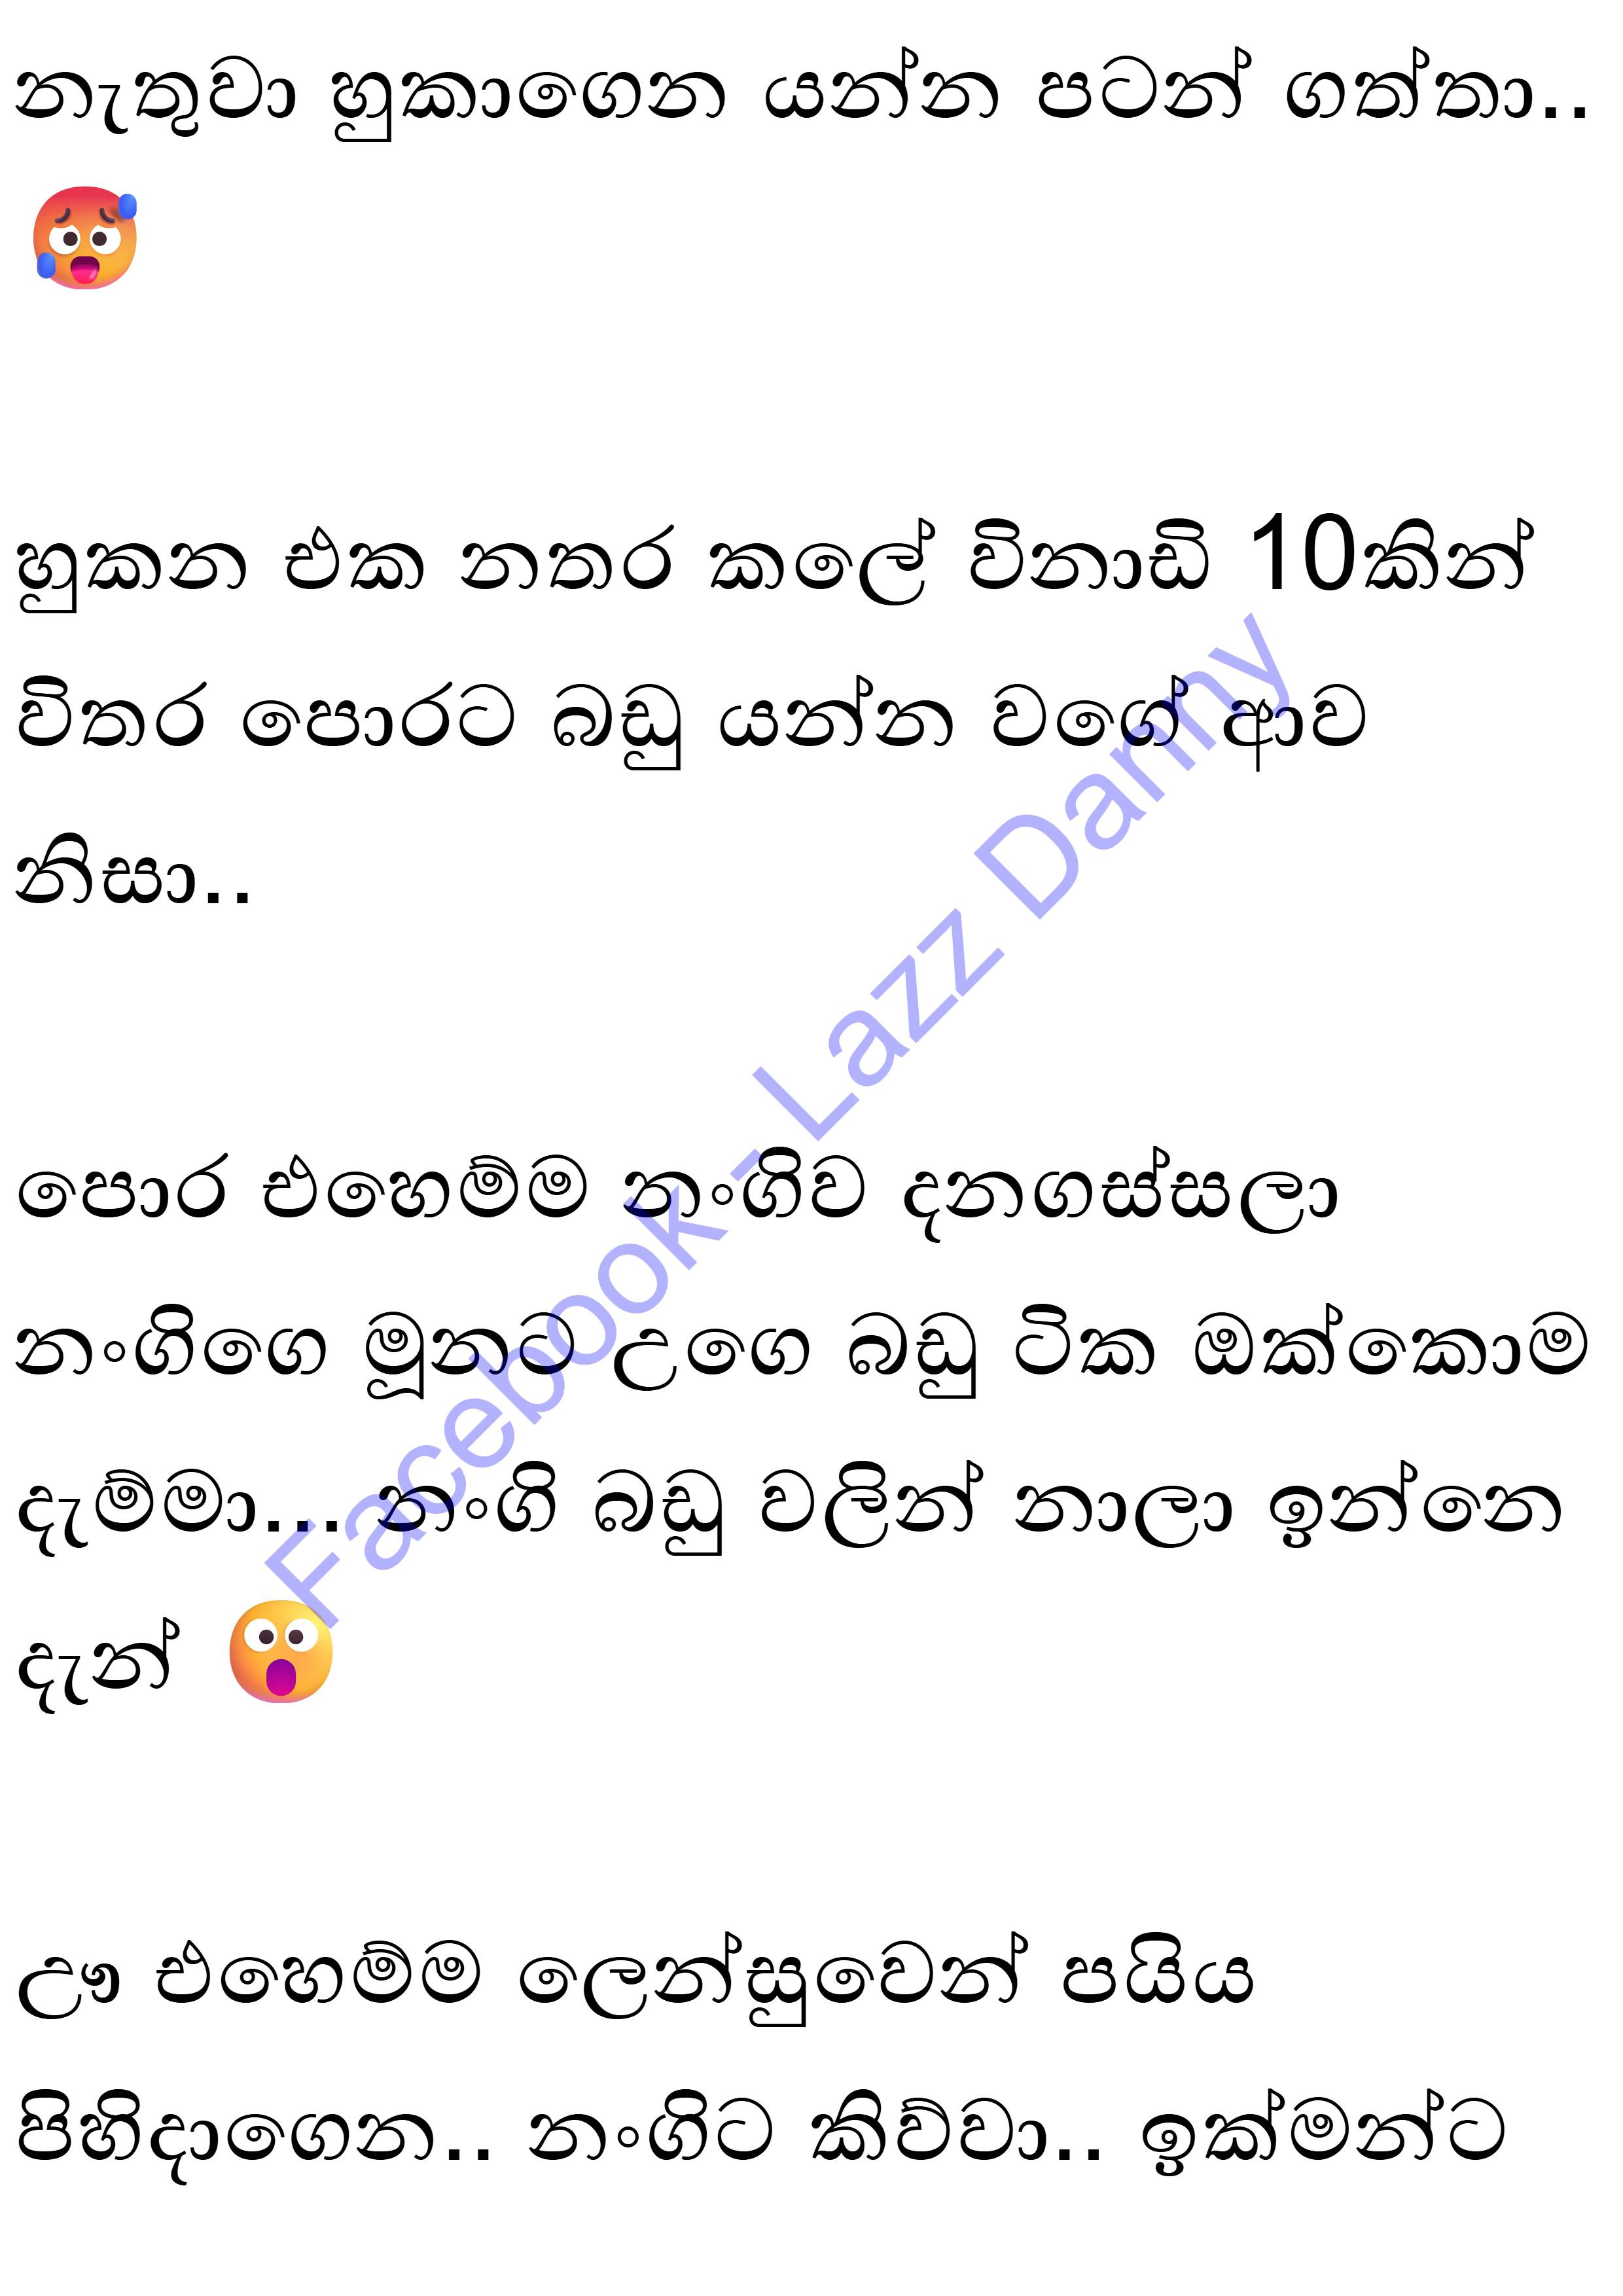 නැතුවා හුකාගෙන යන්න පටන් ගත්තා..
🥵
හුකන එක නතර කලේ විනාඩි 10කින්
විතර පොරට බඩු යන්න වගේ ආව
නිසා..
පොර එහෙම්ම නංගිව දනගස්සලා
නංගිගෙ මූනට උගෙ බඩු ටික ඔක්කොම
දැම්මා... නංගි බඩු වලින් නාලා ඉන්නෙ
දැන් 😲
ඌ එහෙම්ම ලෙන්සුවෙන් පයිය
පිහිදාගෙන.. නංගිට කිව්වා.. ඉක්මන්ට
Facebook - Lazz Danny